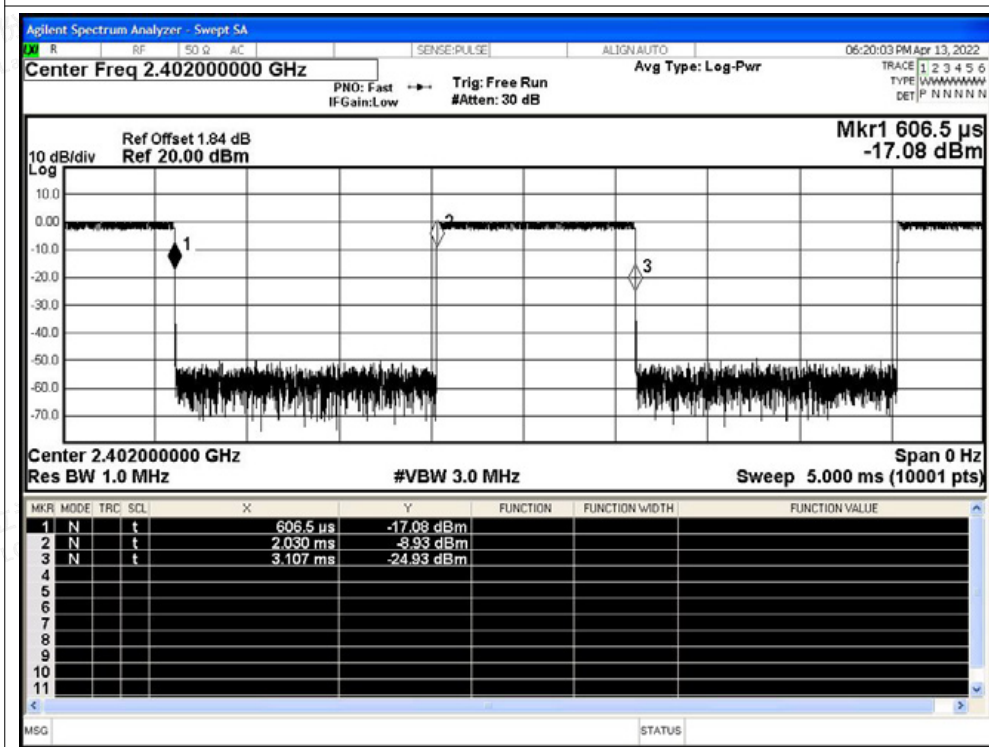 Agilent Spectrum Analyzer - Swept SA
LXI R RF 50 Ω AC SENSE:PULSE ALIGN AUTO 06:20:03 PM Apr 13, 2022
Center Freq 2.402000000 GHz
PNO: Fast
IFGain:Low
Trig: Free Run
#Atten: 30 dB
Avg Type: Log-Pwr
TRACE 1 2 3 4 5 6
TYPE WWWWWW
DET P N N N N N
Mkr1 606.5 µs
-17.08 dBm
Ref Offset 1.84 dB
10 dB/div Ref 20.00 dBm
Log
10.0
0.00
-10.0
-20.0
-30.0
-40.0
-50.0
-60.0
-70.0
1
2
3
Center 2.402000000 GHz Span 0 Hz
Res BW 1.0 MHz #VBW 3.0 MHz Sweep 5.000 ms (10001 pts)
MKR MODE TRC SCL X Y FUNCTION FUNCTION WIDTH FUNCTION VALUE
1 N t 606.5 µs -17.08 dBm
2 N t 2.030 ms -8.93 dBm
3 N t 3.107 ms -24.93 dBm
4
5
6
7
8
9
10
11
MSG STATUS